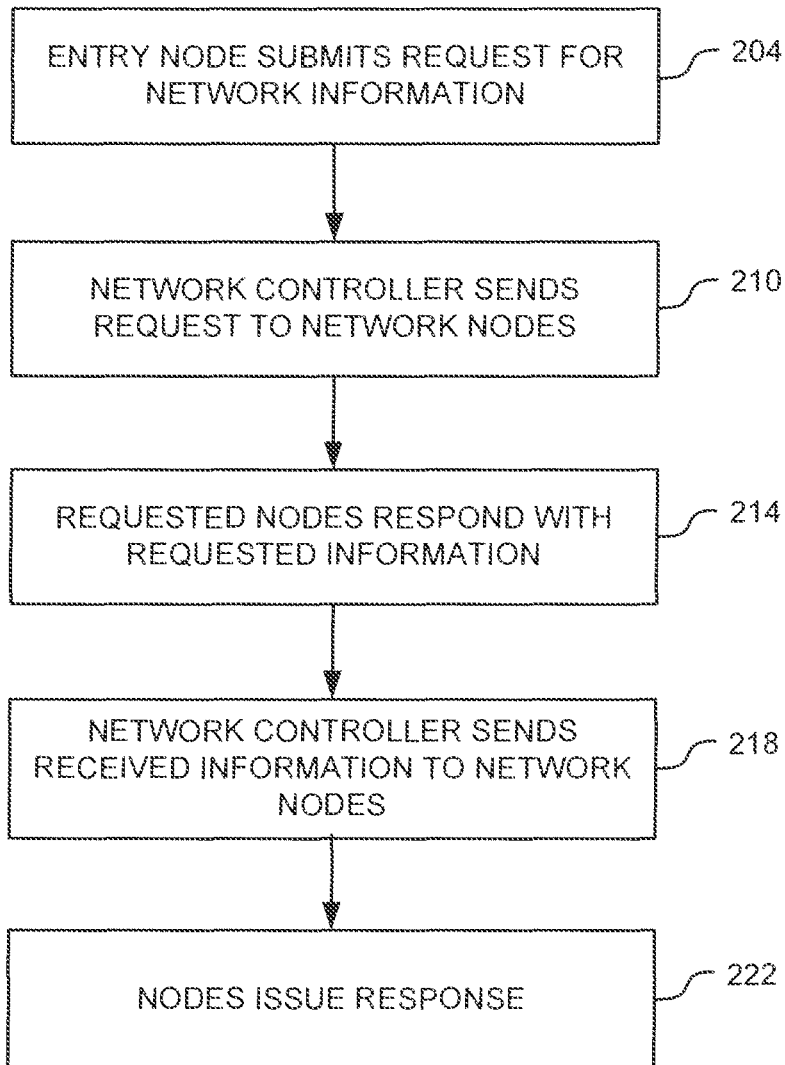 ENTRY NODE SUBMITS REQUEST FOR
NETWORK INFORMATION
204
NETWORK CONTROLLER SENDS
REQUEST TO NETWORK NODES
210
REQUESTED NODES RESPOND WITH
REQUESTED INFORMATION
214
NETWORK CONTROLLER SENDS
RECEIVED INFORMATION TO NETWORK
NODES
218
NODES ISSUE RESPONSE
222